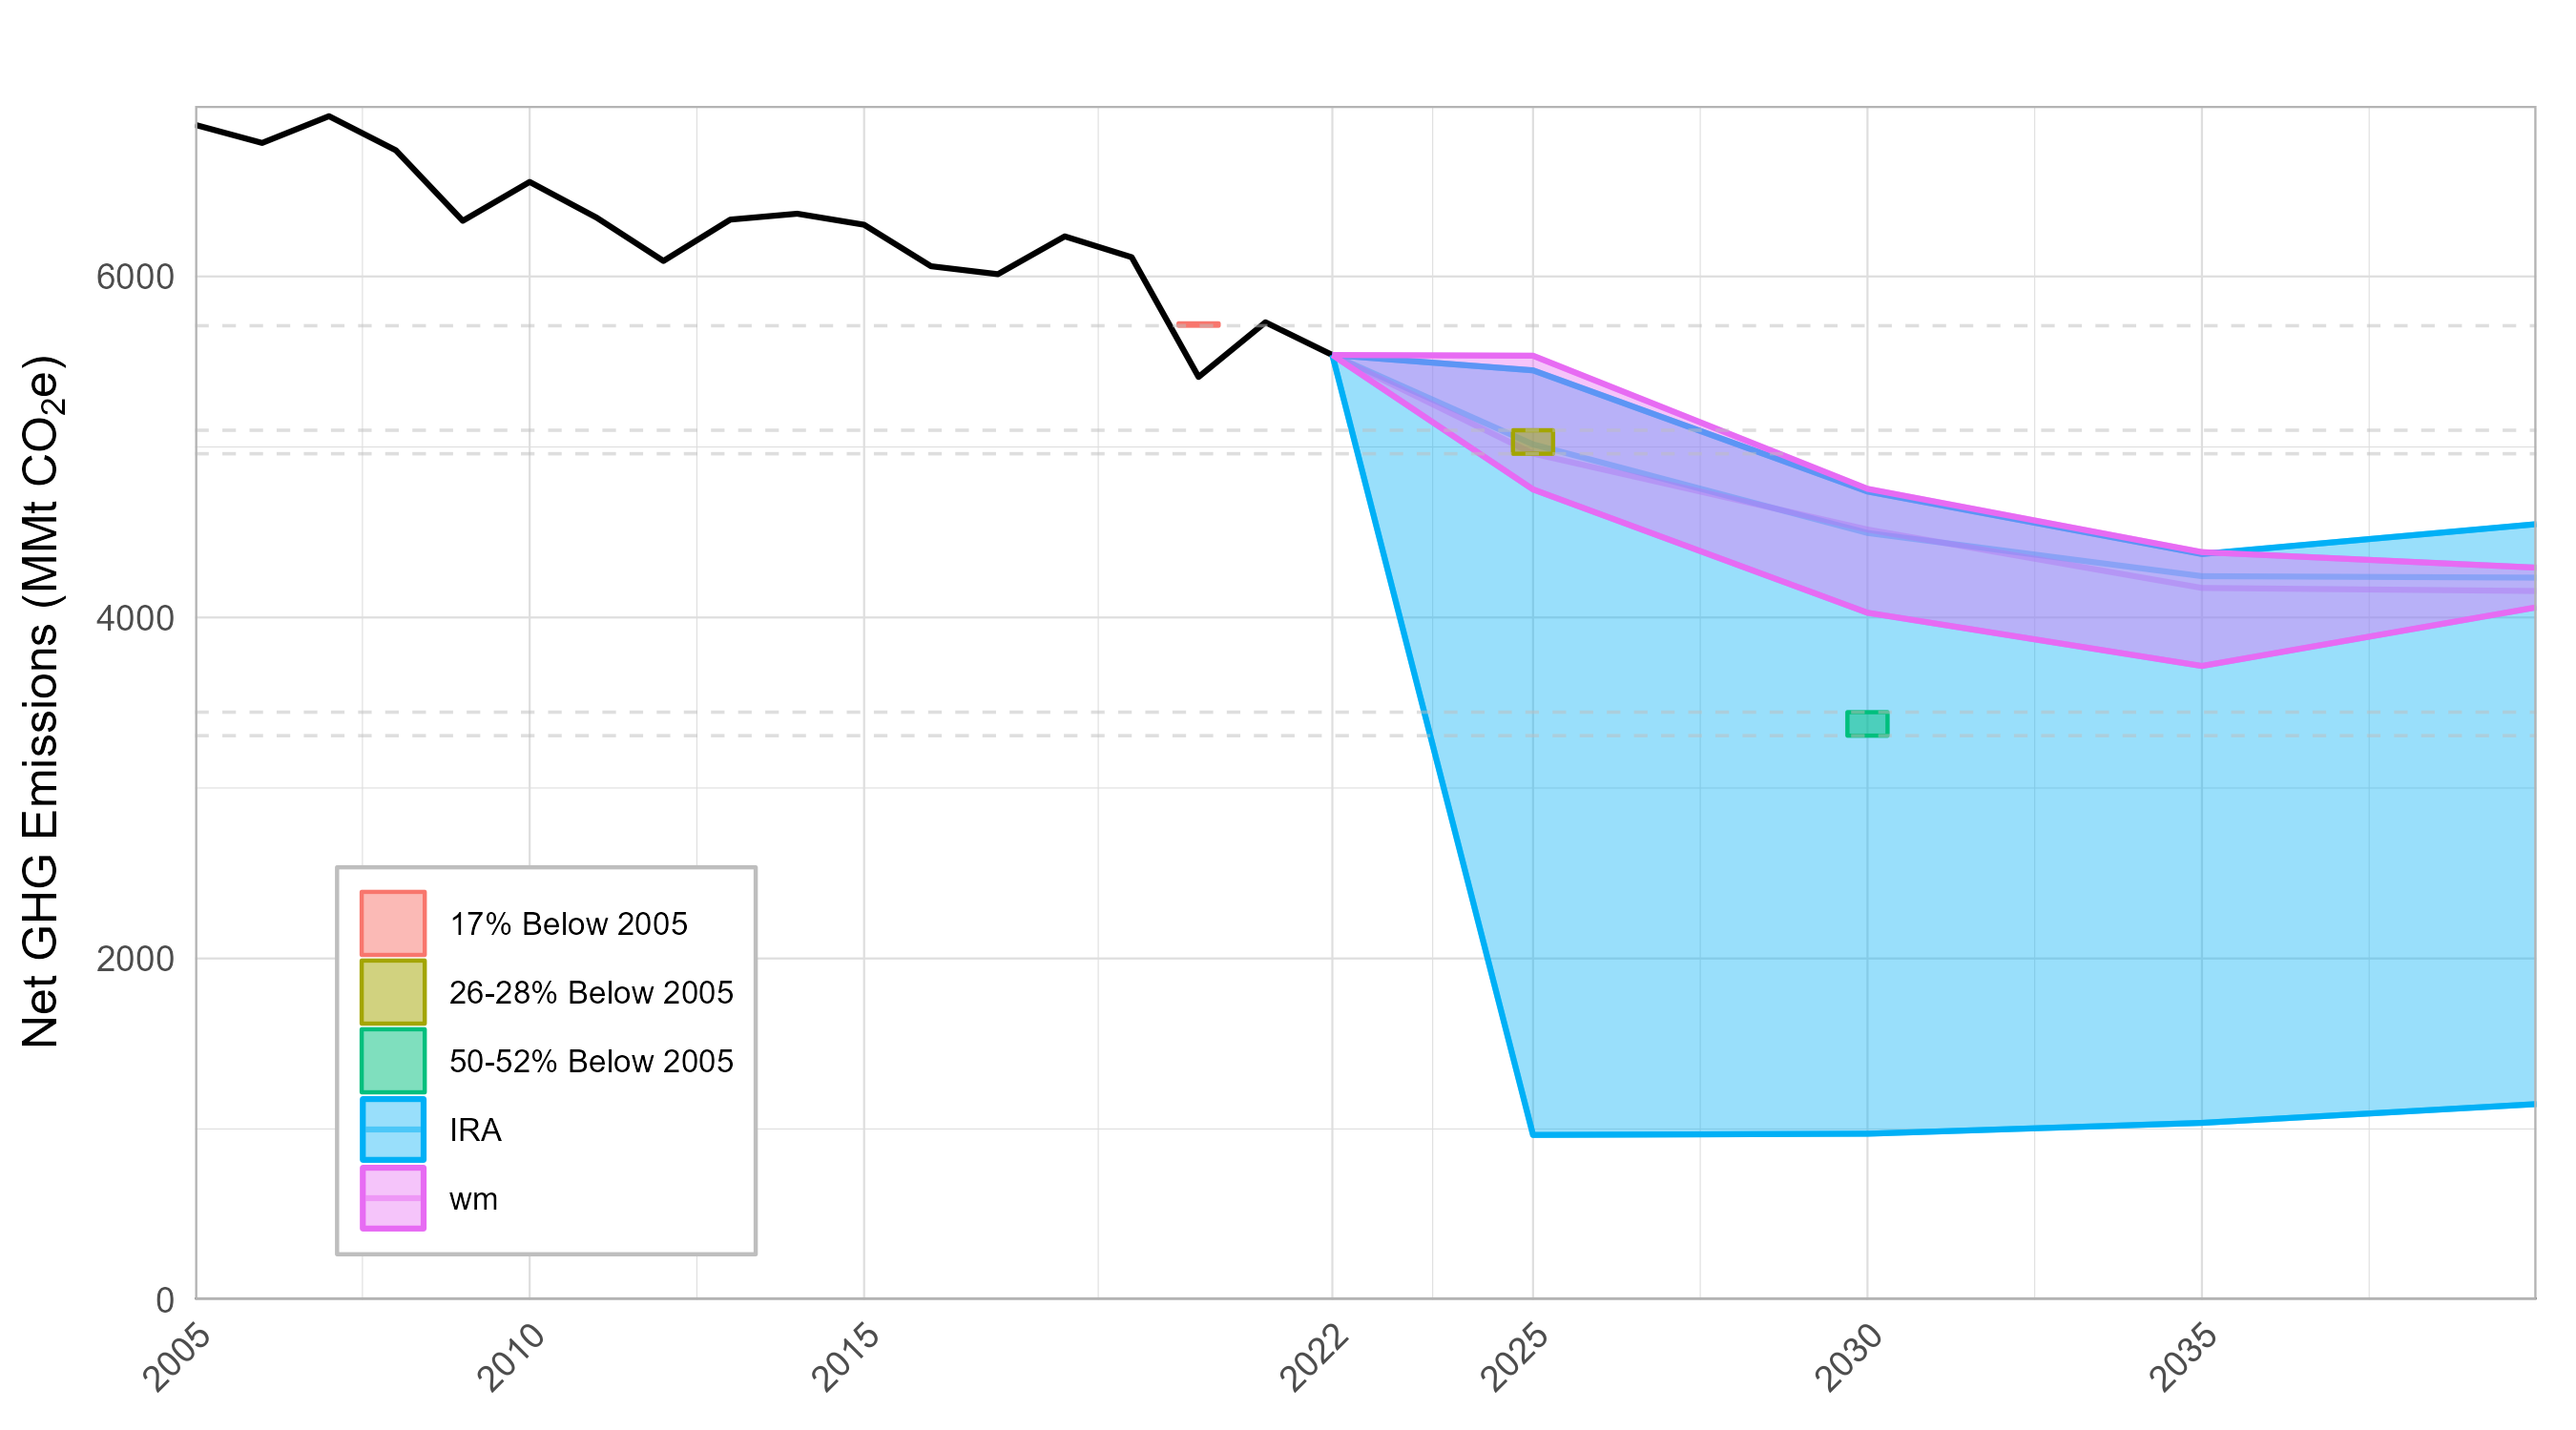 Net GHG Emissions (MMt CO₂e)
6000
4000
2000
0
17% Below 2005
26-28% Below 2005
50-52% Below 2005
IRA
wm
2005
2010
2015
2022
2025
2030
2035